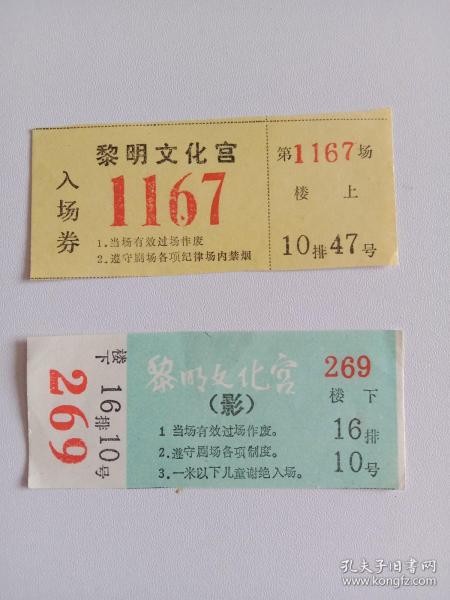 黎明文化宫
入场券
1167
1.当场有效过场作废
2.遵守剧场各项纪律场内禁烟
第1167场
楼上
10排47号
楼下
16排10号
269
黎明文化宫
(影)
1 当场有效过场作废。
2.遵守剧场各项制度。
3.一米以下儿童谢绝入场。
269
楼下
16排
10号
孔夫子旧书网
www.kongfz.com